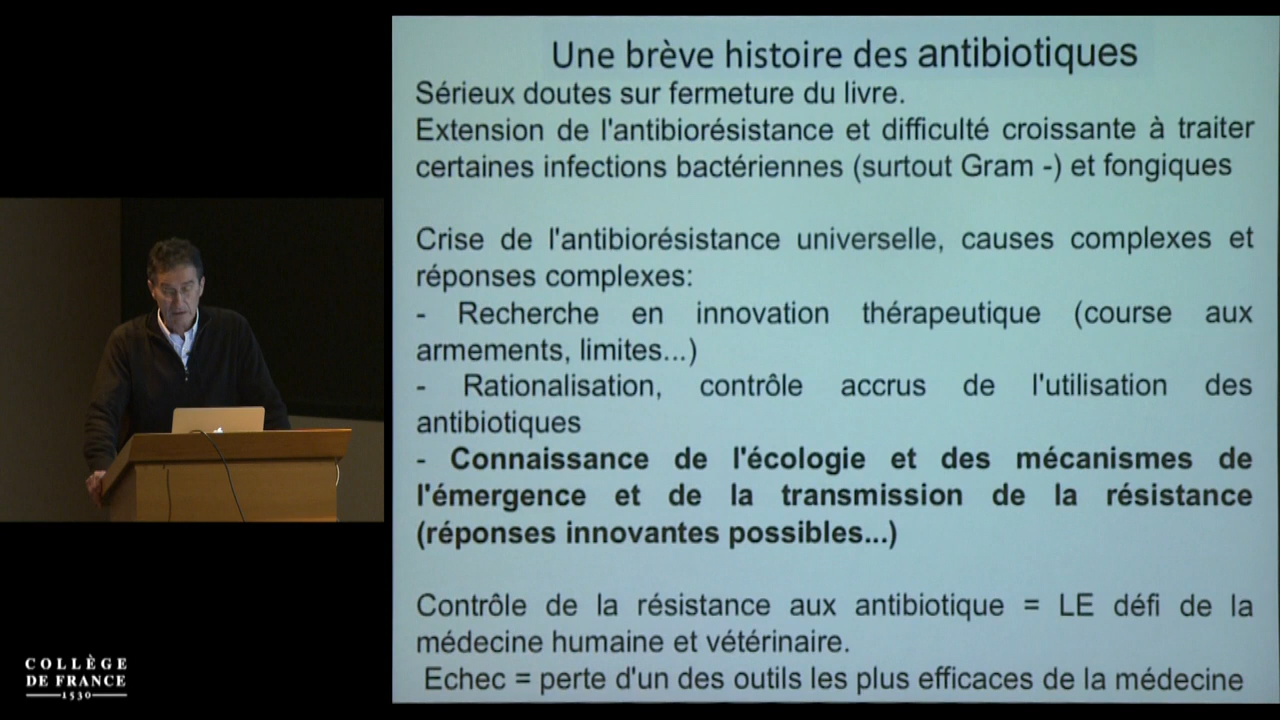 Une brève histoire des antibiotiques
Sérieux doutes sur fermeture du livre.
Extension de l'antibiorésistance et difficulté croissante à traiter
certaines infections bactériennes (surtout Gram -) et fongiques
Crise de l'antibiorésistance universelle, causes complexes et
réponses complexes:
- Recherche en innovation thérapeutique (course aux
armements, limites...)
- Rationalisation, contrôle accrus de l'utilisation des
antibiotiques
- Connaissance de l'écologie et des mécanismes de
l'émergence et de la transmission de la résistance
(réponses innovantes possibles...)
Contrôle de la résistance aux antibiotique = LE défi de la
médecine humaine et vétérinaire.
Echec = perte d'un des outils les plus efficaces de la médecine
COLLÈGE
DE FRANCE
1530